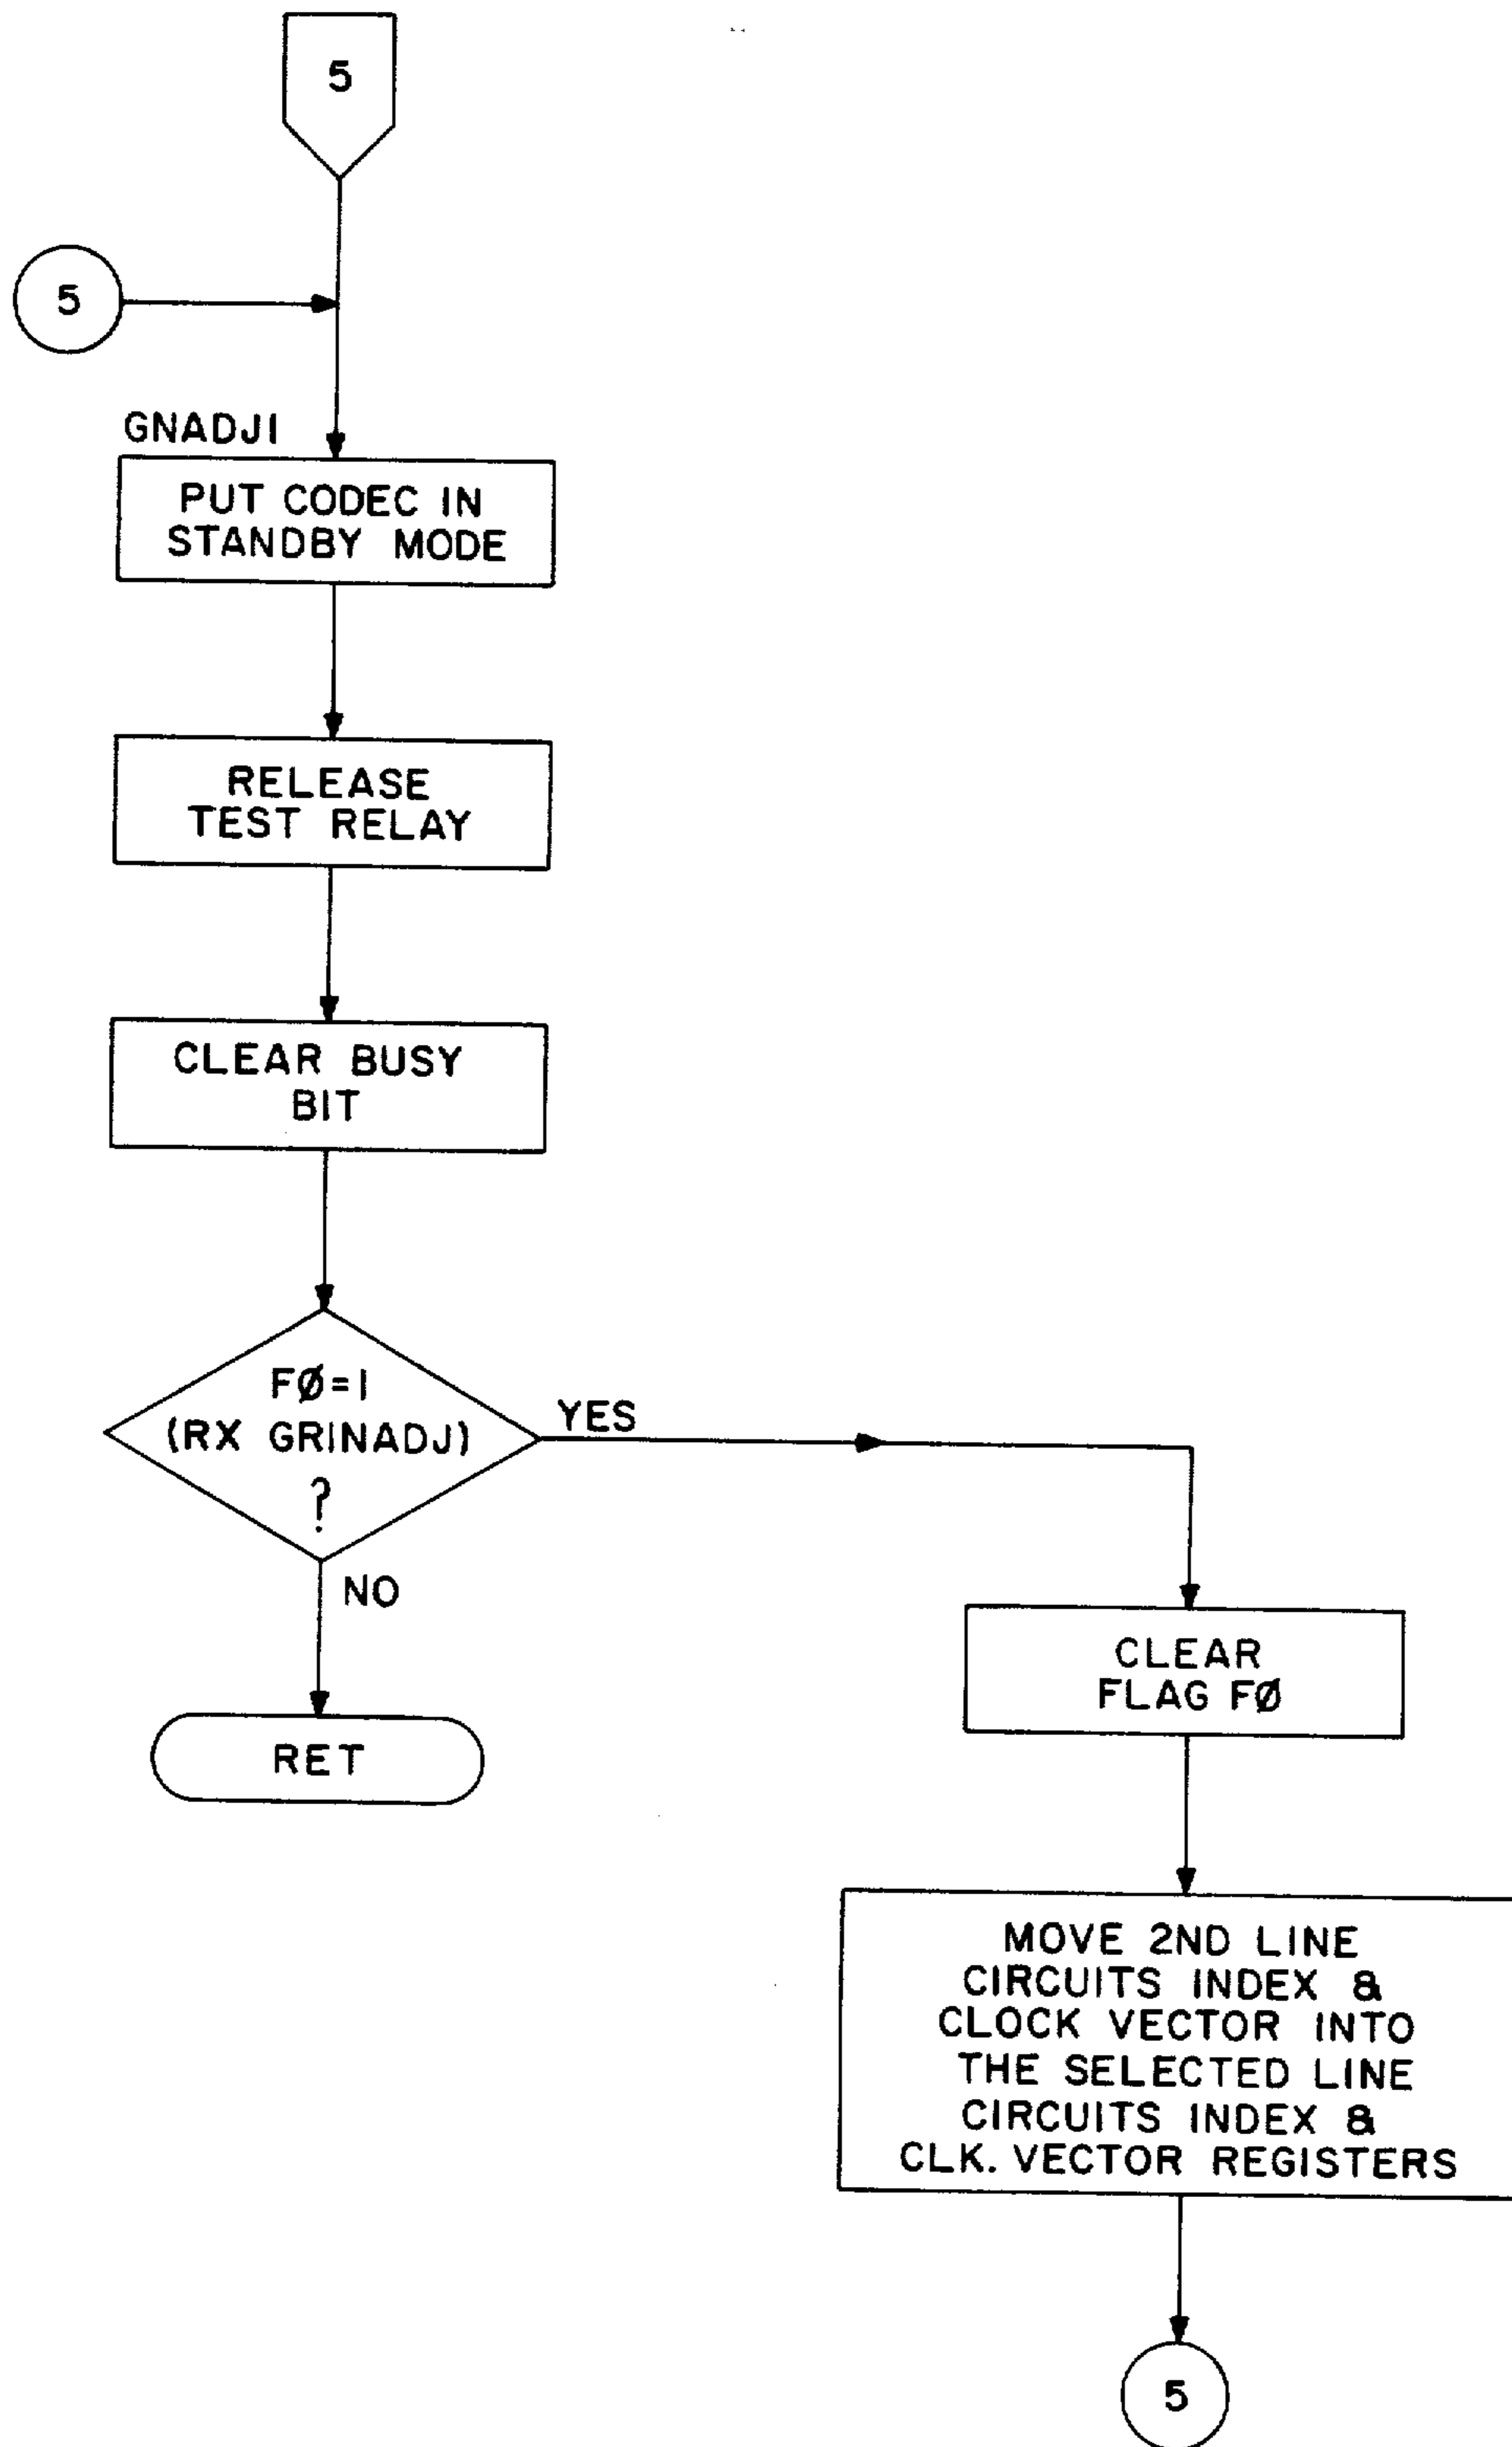 5
5
GNADJ1
PUT CODEC IN
STANDBY MODE
RELEASE
TEST RELAY
CLEAR BUSY
BIT
FØ=1
(RX GRINADJ)
?
YES
NO
RET
CLEAR
FLAG FØ
MOVE 2ND LINE
CIRCUITS INDEX &
CLOCK VECTOR INTO
THE SELECTED LINE
CIRCUITS INDEX &
CLK. VECTOR REGISTERS
5